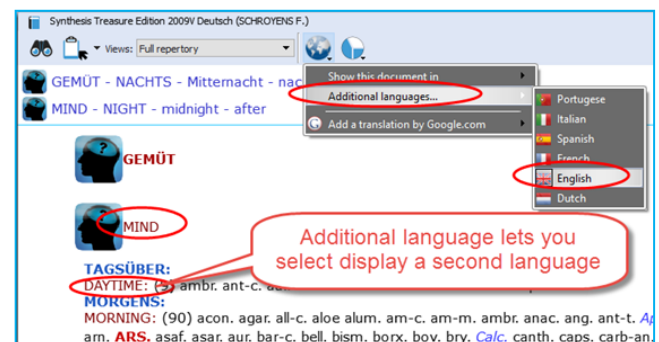 Synthesis Treasure Edition 2009V Deutsch (SCHROYENS F.)
Views: Full repertory
GEMÜT - NACHTS - Mitternacht - nac
MIND - NIGHT - midnight - after
Show this document in
Additional languages...
Add a translation by Google.com
Portugese
Italian
Spanish
French
English
Dutch
GEMÜT
MIND
Additional language lets you
select display a second language
TAGSÜBER:
DAYTIME: (9) ambr. ant-c.
MORGENS:
MORNING: (90) acon. agar. all-c. aloe alum. am-c. am-m. ambr. anac. ang. ant-t.
arn. ARS. asaf. asar. aur. bar-c. bell. bism. borx. bov. bry. Calc. canth. caps. carb-an.